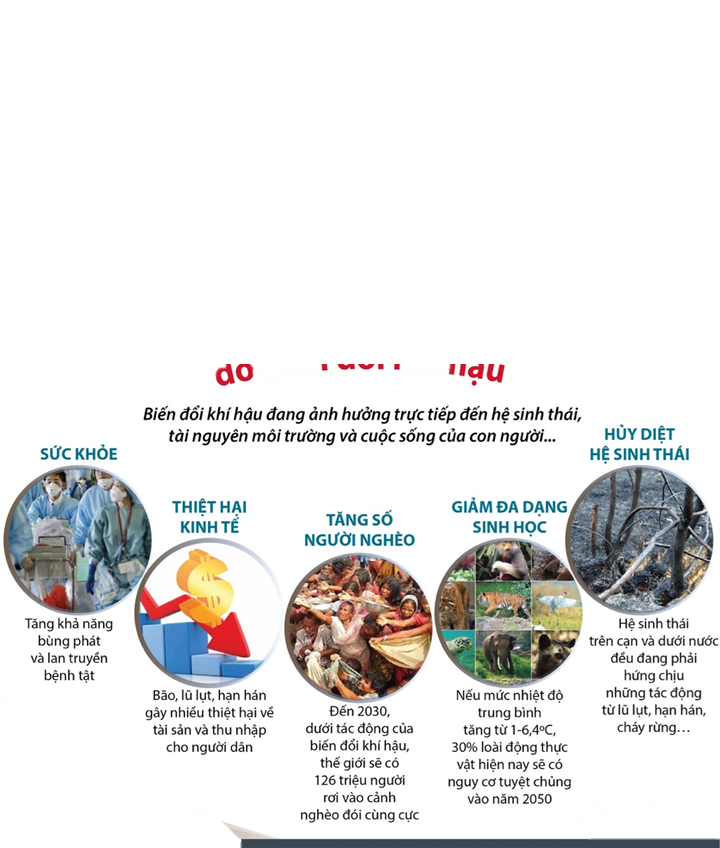 Biến đổi khí hậu đang ảnh hưởng trực tiếp đến hệ sinh thái,
tài nguyên môi trường và cuộc sống của con người...
SỨC KHỎE
Tăng khả năng
bùng phát
và lan truyền
bệnh tật
THIỆT HẠI
KINH TẾ
Bão, lũ lụt, hạn hán
gây nhiều thiệt hại về
tài sản và thu nhập
cho người dân
TĂNG SỐ
NGƯỜI NGHÈO
Đến 2030,
dưới tác động của
biến đổi khí hậu,
thế giới sẽ có
126 triệu người
rơi vào cảnh
nghèo đói cùng cực
GIẢM ĐA DẠNG
SINH HỌC
Nếu mức nhiệt độ
trung bình
tăng từ 1-6,4ºC,
30% loài động thực
vật hiện nay sẽ có
nguy cơ tuyệt chủng
vào năm 2050
HỦY DIỆT
HỆ SINH THÁI
Hệ sinh thái
trên cạn và dưới nước
đều đang phải
hứng chịu
những tác động
từ lũ lụt, hạn hán,
cháy rừng...